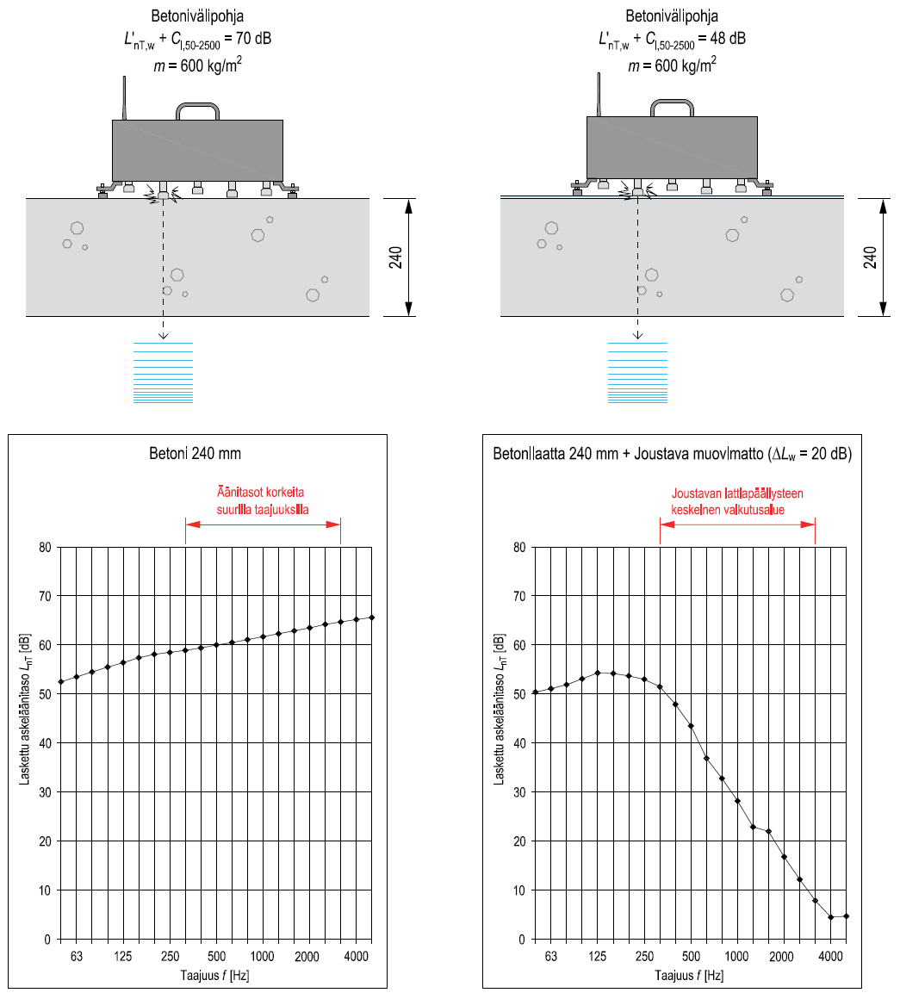 Betonivälipohja
L'nT,w + CI,50-2500 = 70 dB
m = 600 kg/m²
240
Betonivälipohja
L'nT,w + CI,50-2500 = 48 dB
m = 600 kg/m²
240
Betoni 240 mm
Äänitasot korkeita
suurilla taajuuksilla
Laskettu askeläänitaso LnT [dB]
80
70
60
50
40
30
20
10
0
63 125 250 500 1000 2000 4000
Taajuus f [Hz]
Betonilaatta 240 mm + Joustava muovimatto (ΔLw = 20 dB)
Joustavan lattiapäällysteen
keskeinen vaikutusalue
Laskettu askeläänitaso LnT [dB]
80
70
60
50
40
30
20
10
0
63 125 250 500 1000 2000 4000
Taajuus f [Hz]